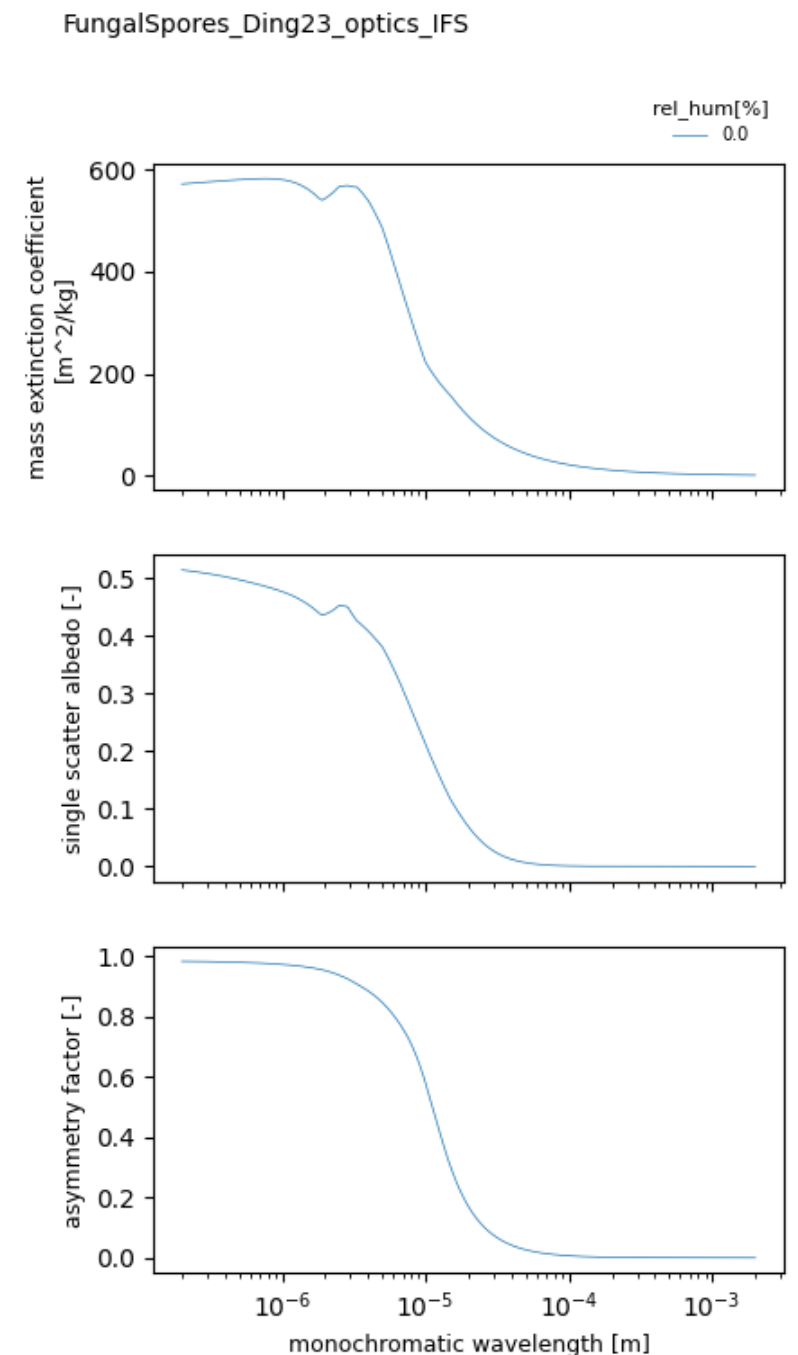 FungalSpores_Ding23_optics_IFS
rel_hum[%]
0.0
mass extinction coefficient
[m^2/kg]
600
400
200
0
single scatter albedo [-]
0.5
0.4
0.3
0.2
0.1
0.0
asymmetry factor [-]
1.0
0.8
0.6
0.4
0.2
0.0
10⁻⁶ 10⁻⁵ 10⁻⁴ 10⁻³
monochromatic wavelength [m]